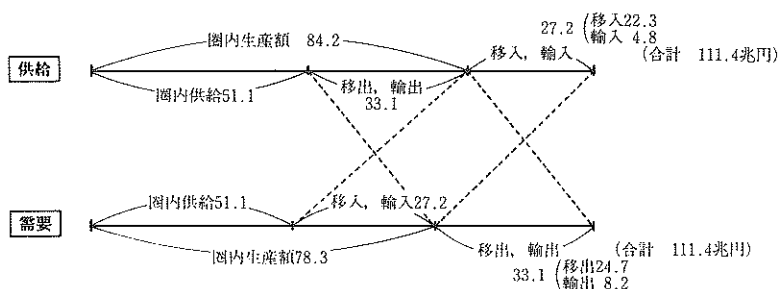 圏内生産額 84.2
27.2
移入22.3
輸入 4.8
移入, 輸入
(合計 111.4兆円)
供給
圏内供給51.1
移出, 輸出
33.1
圏内供給51.1
移入, 輸入27.2
需要
圏内生産額78.3
移出, 輸出
(合計 111.4兆円)
33.1
移出24.7
輸出 8.2